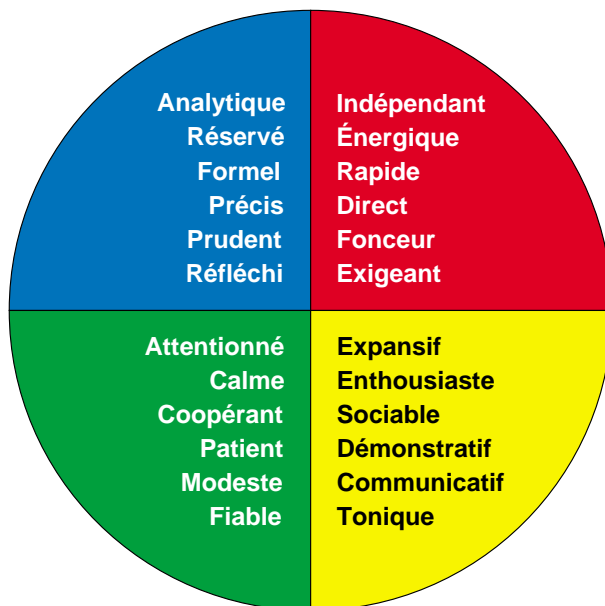 Analytique
Réservé
Formel
Précis
Prudent
Réfléchi
Indépendant
Énergique
Rapide
Direct
Fonceur
Exigeant
Attentionné
Calme
Coopérant
Patient
Modeste
Fiable
Expansif
Enthousiaste
Sociable
Démonstratif
Communicatif
Tonique